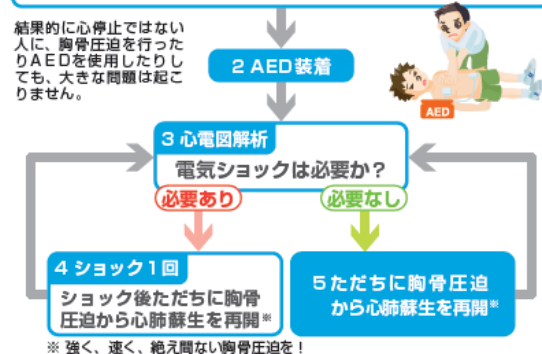 結果的に心停止ではない
人に、胸骨圧迫を行った
りAEDを使用したりし
ても、大きな問題は起こ
りません。
2 AED装着
AED
3 心電図解析
電気ショックは必要か?
必要あり
必要なし
4 ショック1回
ショック後ただちに胸骨
圧迫から心肺蘇生を再開※
5 ただちに胸骨圧迫
から心肺蘇生を再開※
※ 強く、速く、絶え間ない胸骨圧迫を!